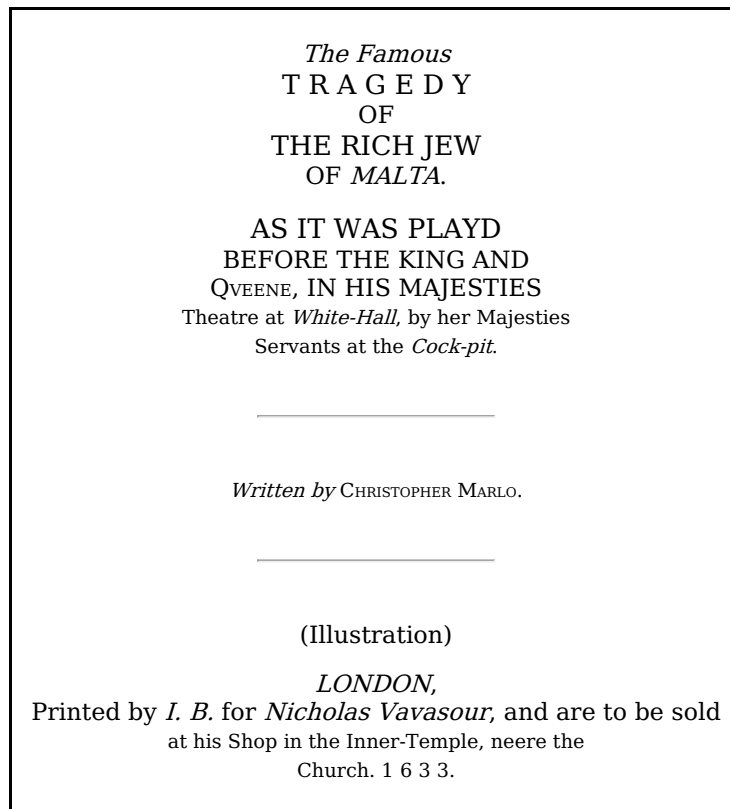 The Famous
T R A G E D Y
OF
THE RICH JEW
OF MALTA.
AS IT WAS PLAYD
BEFORE THE KING AND
QVEENE, IN HIS MAJESTIES
Theatre at White-Hall, by her Majesties
Servants at the Cock-pit.
Written by CHRISTOPHER MARLO.
(Illustration)
LONDON,
Printed by I. B. for Nicholas Vavasour, and are to be sold
at his Shop in the Inner-Temple, neere the
Church. 1 6 3 3.